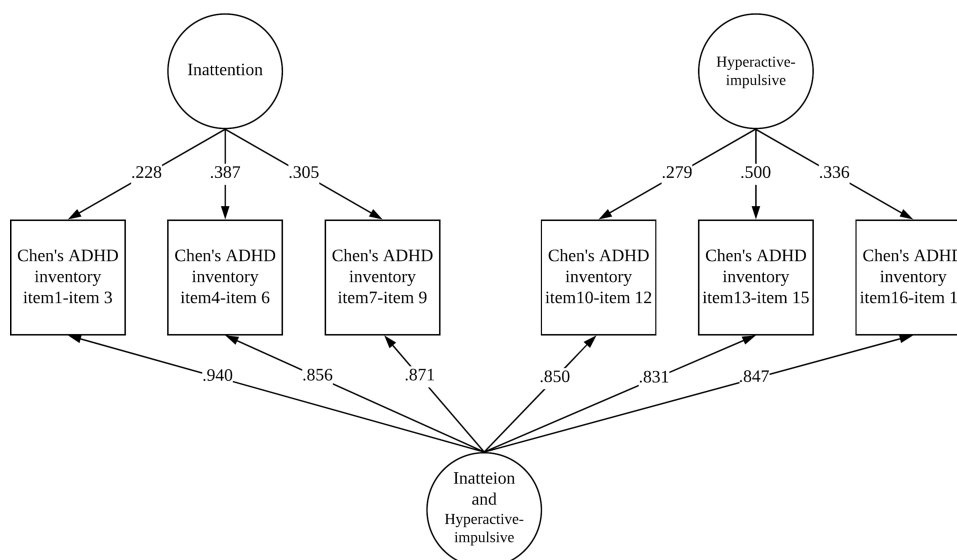 Inattention
Hyperactive-
impulsive
.228
.387
.305
.279
.500
.336
Chen's ADHD
inventory
item1-item 3
Chen's ADHD
inventory
item4-item 6
Chen's ADHD
inventory
item7-item 9
Chen's ADHD
inventory
item10-item 12
Chen's ADHD
inventory
item13-item 15
Chen's ADHD
inventory
item16-item
.940
.856
.871
.850
.831
.847
Inatteion
and
Hyperactive-
impulsive